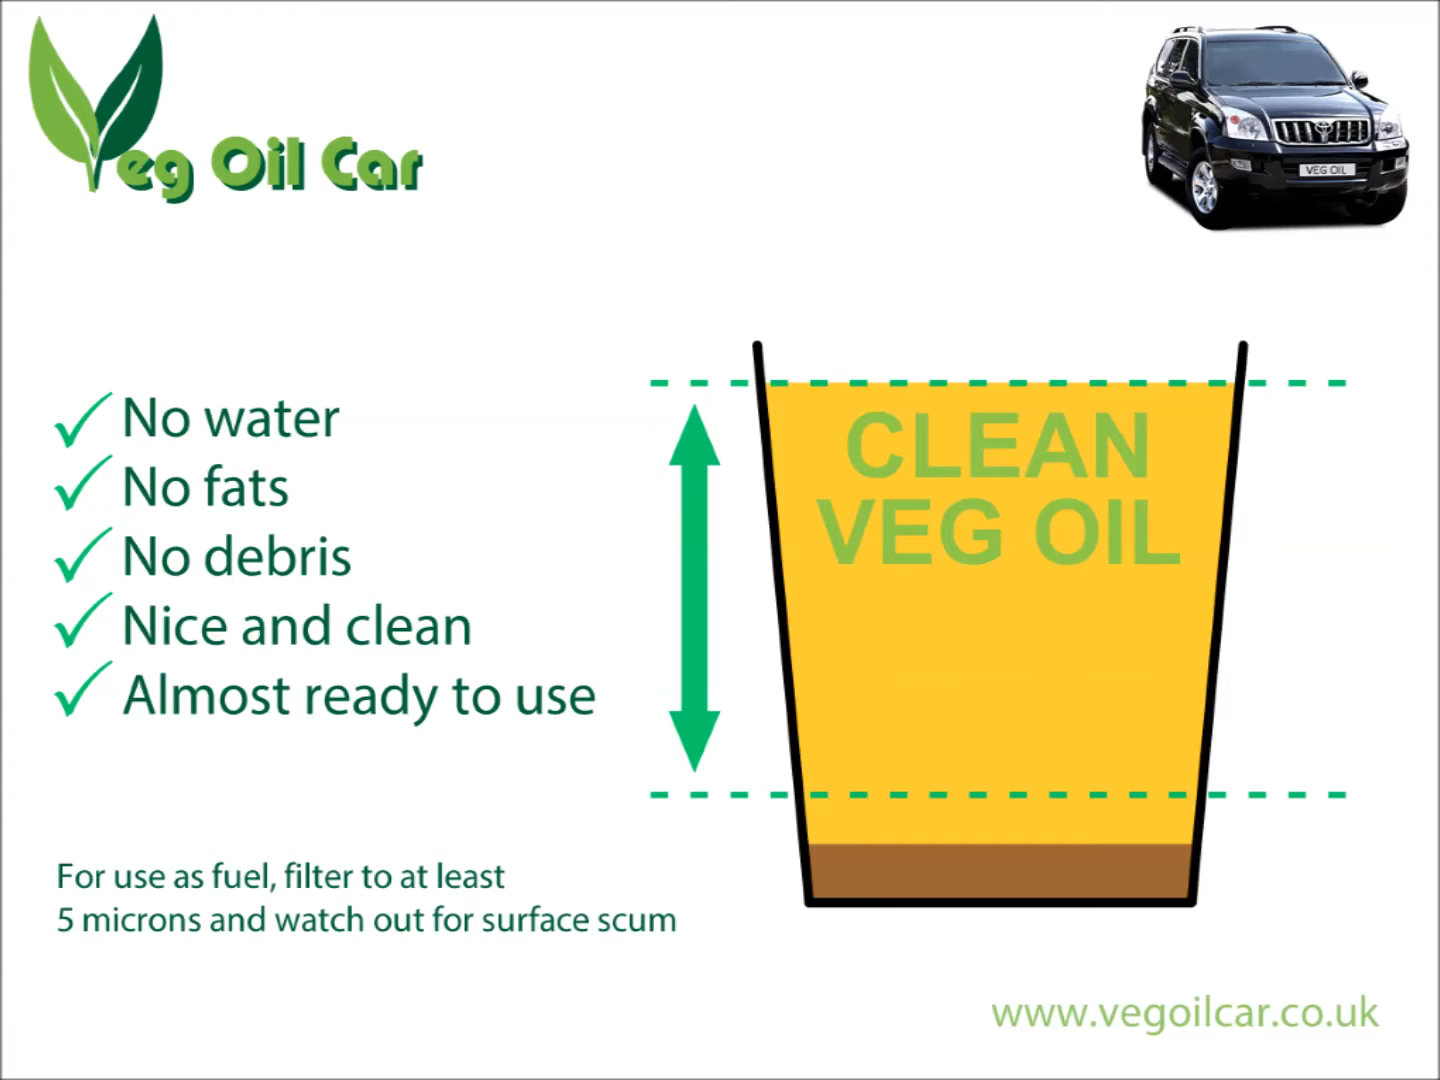 Veg Oil Car
VEG OIL
No water
No fats
No debris
Nice and clean
Almost ready to use
CLEAN
VEG OIL
For use as fuel, filter to at least
5 microns and watch out for surface scum
www.vegoilcar.co.uk